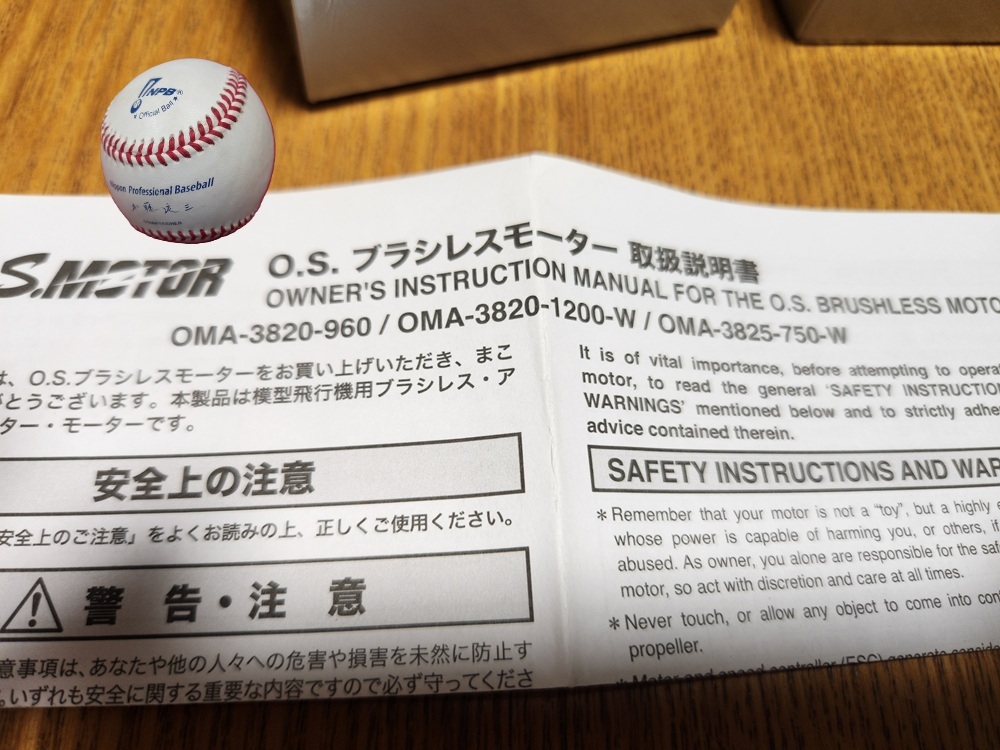 NPB
Official Ball
Professional Baseball
S.MOTOR
O.S. ブラシレスモーター 取扱説明書
OWNER'S INSTRUCTION MANUAL FOR THE O.S. BRUSHLESS MOTO
OMA-3820-960 / OMA-3820-1200-W / OMA-3825-750-W
は、O.S.ブラシレスモーターをお買い上げいただき、まこ
がとうございます。本製品は模型飛行機用ブラシレス・ア
ター・モーターです。
安全上の注意
安全上のご注意」をよくお読みの上、正しくご使用ください。
警 告・注 意
意事項は、あなたや他の人々への危害や損害を未然に防止す
。いずれも安全に関する重要な内容ですので必ず守ってくださ
It is of vital importance, before attempting to opera
motor, to read the general 'SAFETY INSTRUCTIO
WARNINGS' mentioned below and to strictly adhe
advice contained therein.
SAFETY INSTRUCTIONS AND WAR
* Remember that your motor is not a "toy", but a highly e
whose power is capable of harming you, or others, if
abused. As owner, you alone are responsible for the saf
motor, so act with discretion and care at all times.
* Never touch, or allow any object to come into con
propeller.
* Motor and speed controller (ESC) generate conside